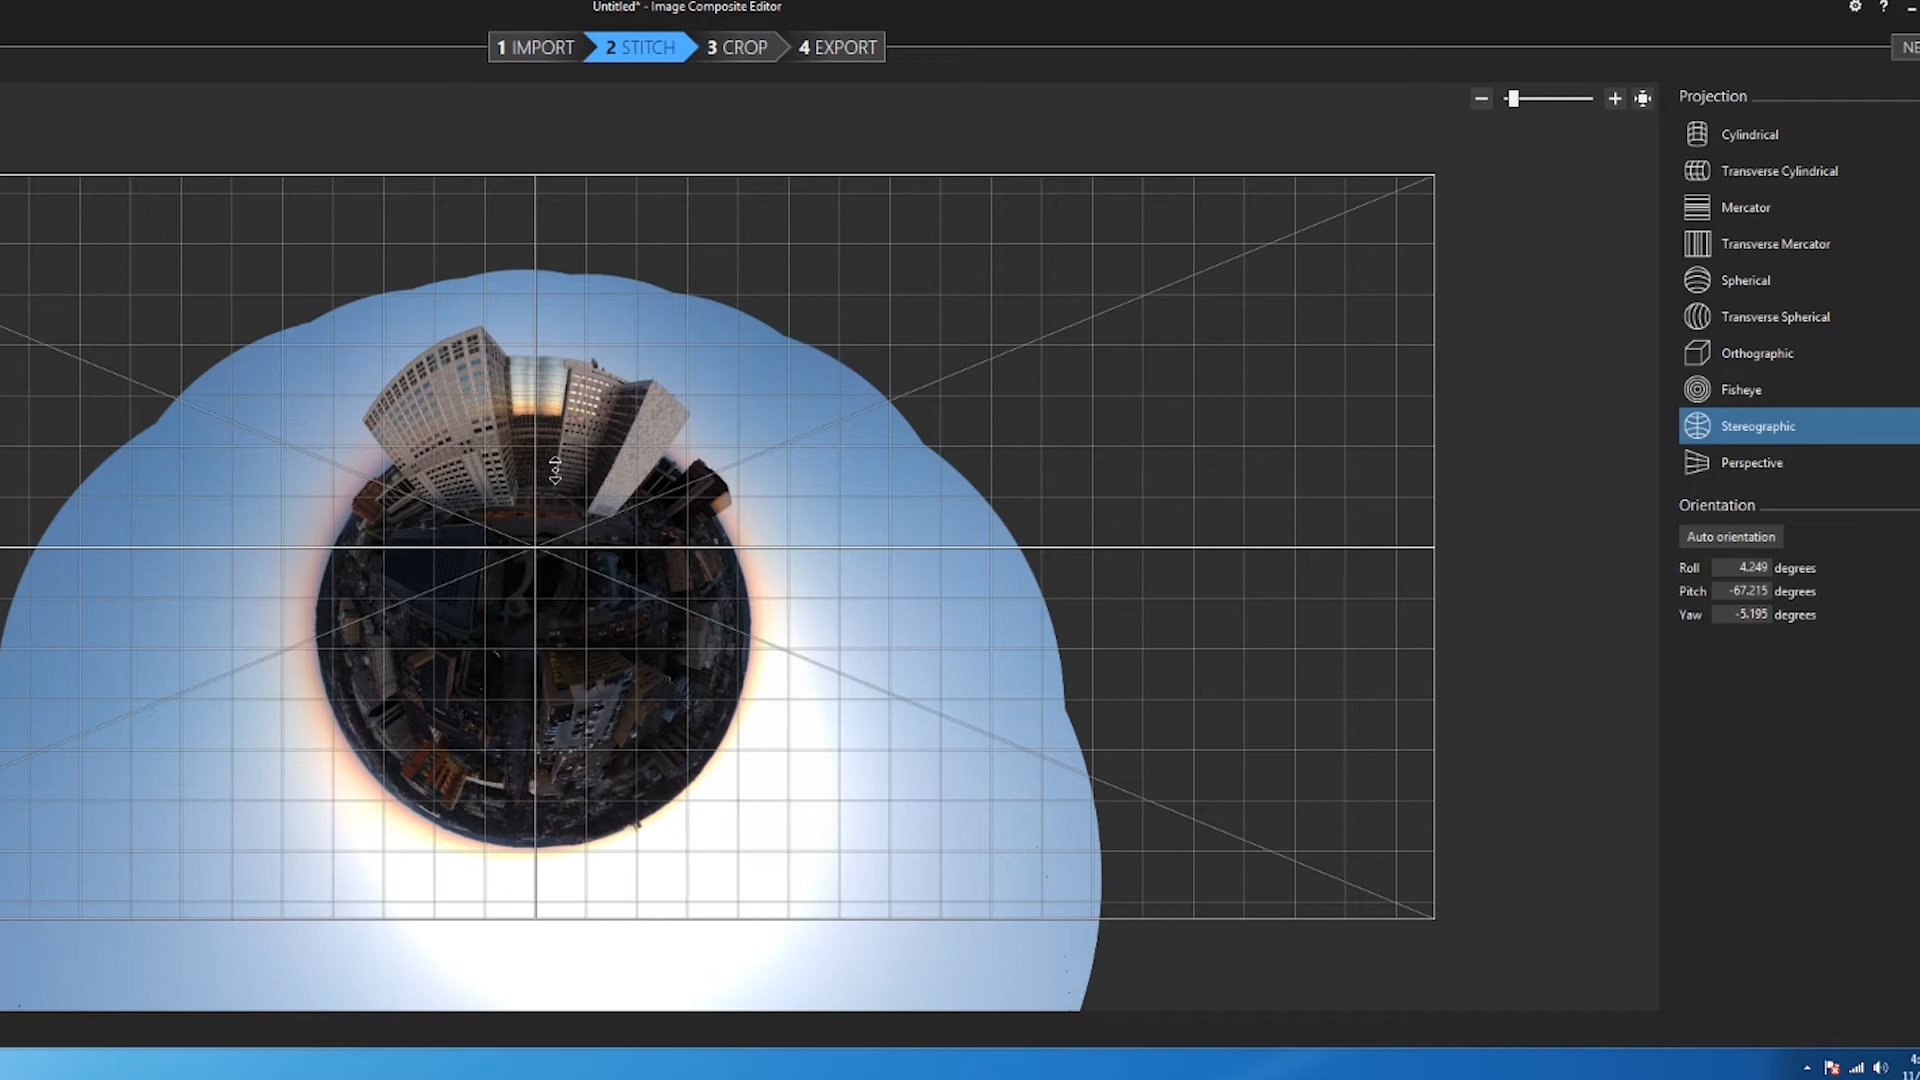 Untitled* - Image Composite Editor
?
1 IMPORT 2 STITCH 3 CROP 4 EXPORT
Projection
Cylindrical
Transverse Cylindrical
Mercator
Transverse Mercator
Spherical
Transverse Spherical
Orthographic
Fisheye
Stereographic
Perspective
Orientation
Auto orientation
Roll 4.249 degrees
Pitch -67.215 degrees
Yaw -5.195 degrees